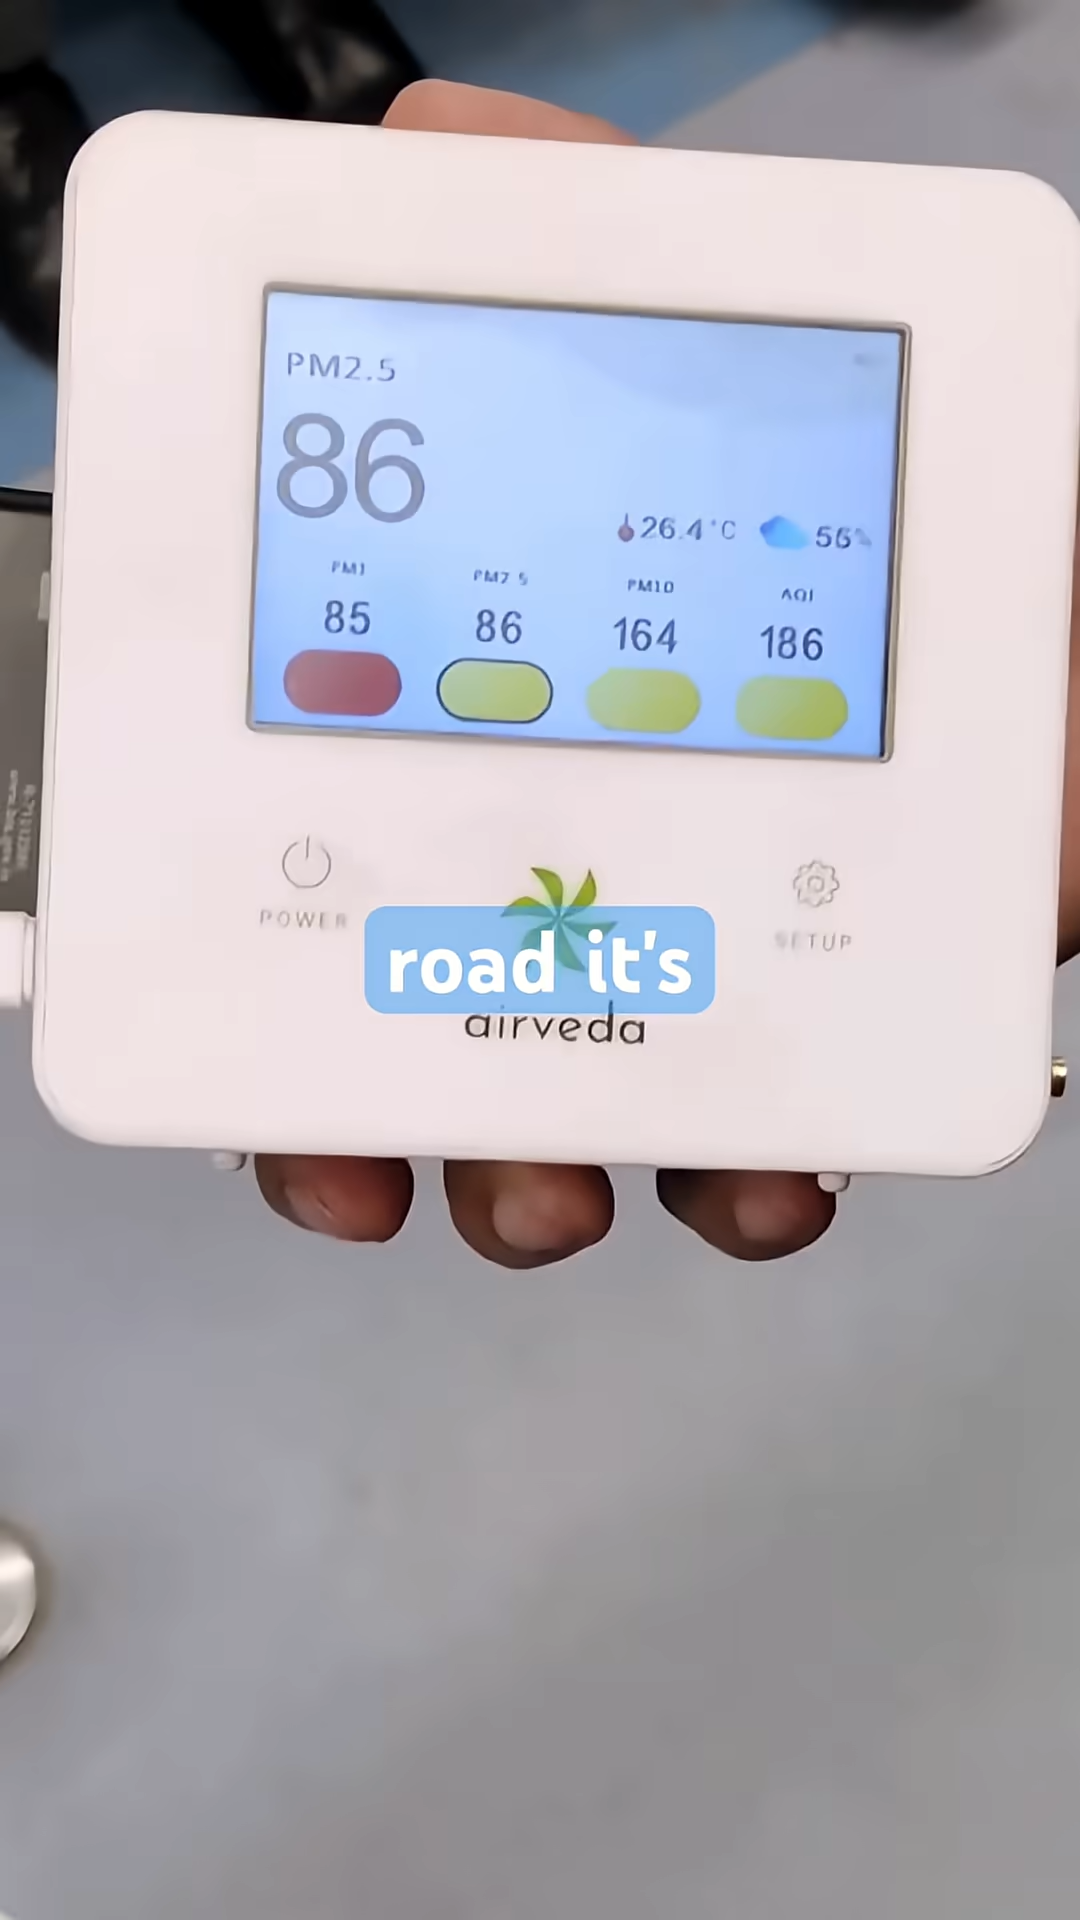 PM2.5
86
26.4°C 56%
PM1 PM2.5 PM10 AQI
85 86 164 186
POWER
SETUP
road it's
airveda